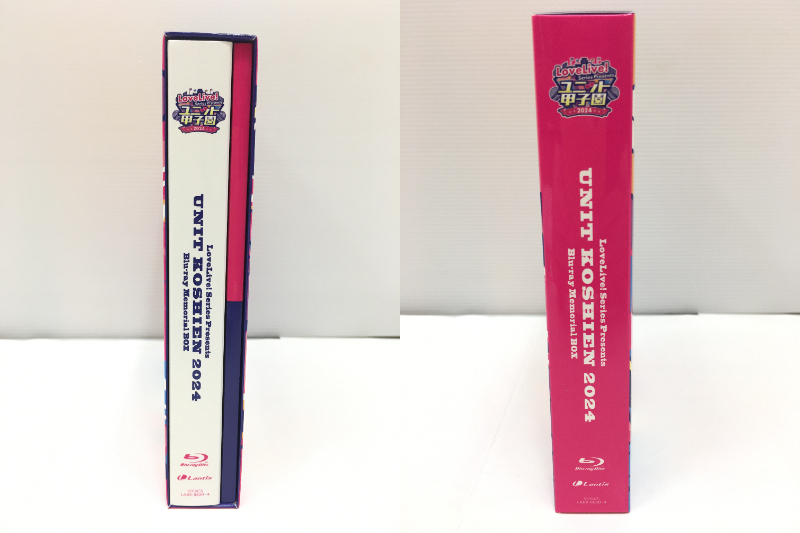 LoveLive!
Series Presents
ユニット
甲子園
2024
LoveLive! Series Presents
UNIT KOSHIEN 2024
Blu-ray Memorial BOX
Blu-ray Disc
Lantis
LoveLive!
Series Presents
ユニット
甲子園
2024
LoveLive! Series Presents
UNIT KOSHIEN 2024
Blu-ray Memorial BOX
Blu-ray Disc
Lantis